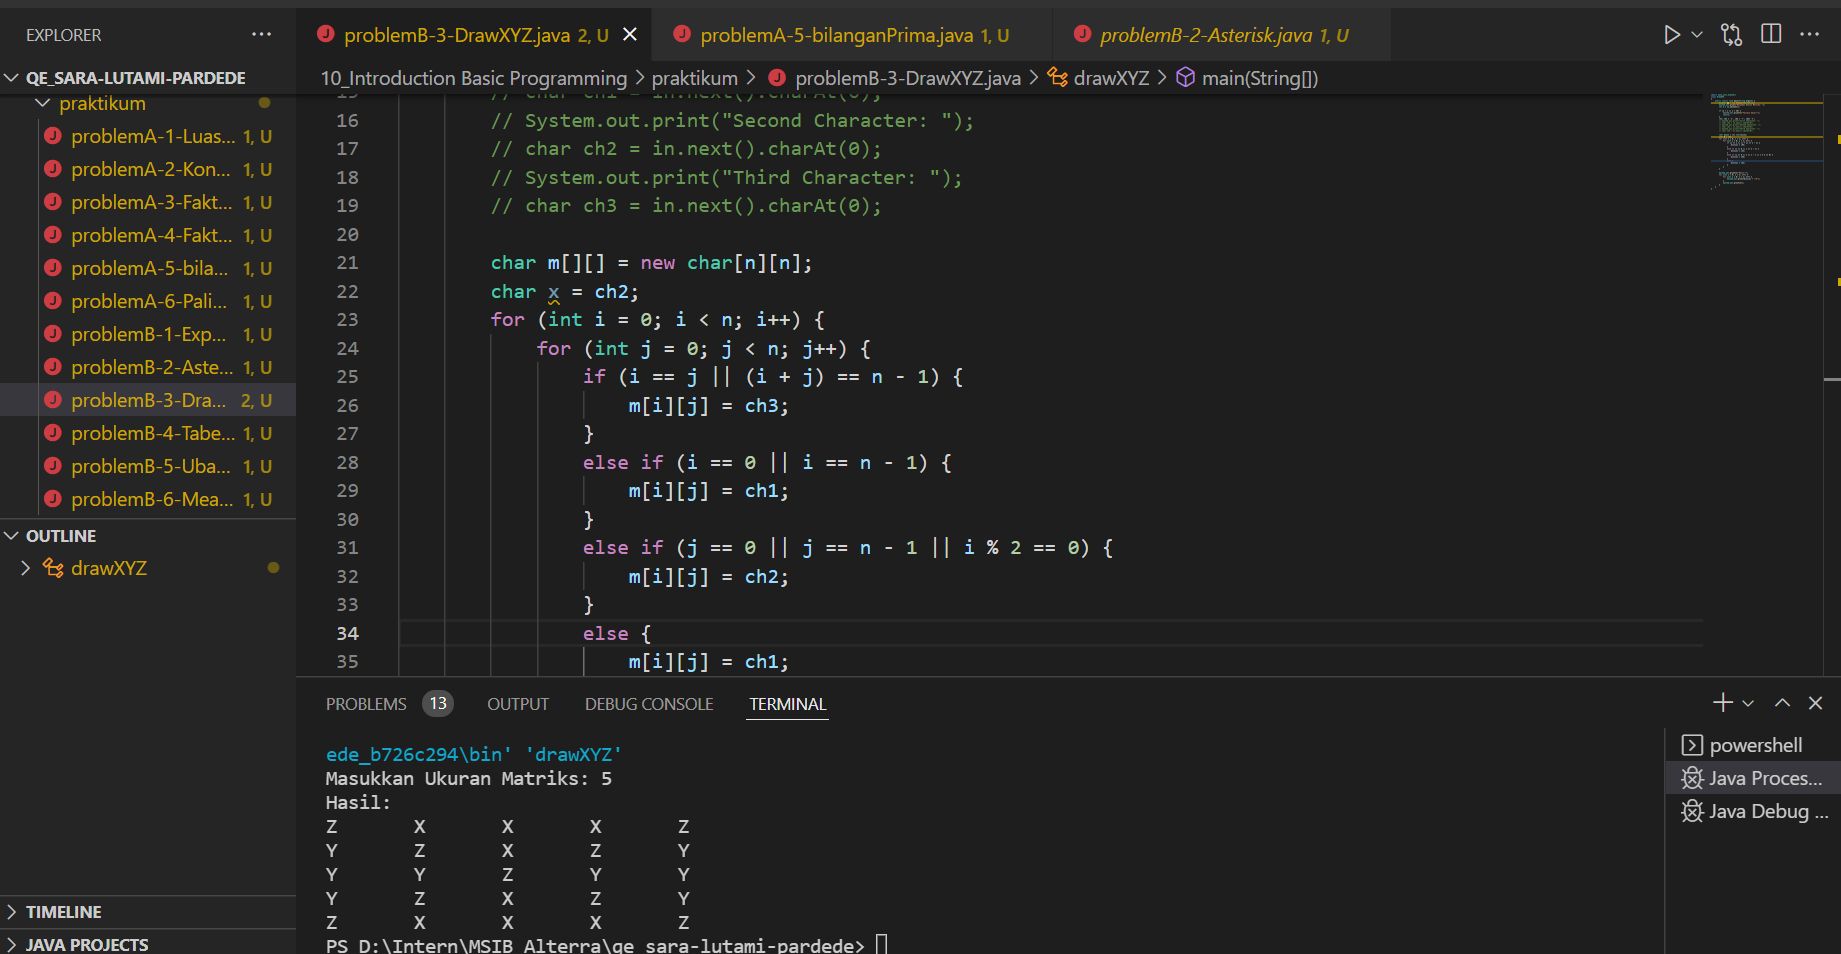 EXPLORER
QE_SARA-LUTAMI-PARDEDE
praktikum
problemA-1-Luas... 1, U
problemA-2-Kon... 1, U
problemA-3-Fakt... 1, U
problemA-4-Fakt... 1, U
problemA-5-bila... 1, U
problemA-6-Pali... 1, U
problemB-1-Exp... 1, U
problemB-2-Aste... 1, U
problemB-3-Dra... 2, U
problemB-4-Tabe... 1, U
problemB-5-Uba... 1, U
problemB-6-Mea... 1, U
OUTLINE
drawXYZ
TIMELINE
JAVA PROJECTS
problemB-3-DrawXYZ.java 2, U
problemA-5-bilanganPrima.java 1, U
problemB-2-Asterisk.java 1, U
10_Introduction Basic Programming > praktikum > problemB-3-DrawXYZ.java > drawXYZ > main(String[])
15 // char ch1 = in.next().charAt(0);
16 // System.out.print("Second Character: ");
17 // char ch2 = in.next().charAt(0);
18 // System.out.print("Third Character: ");
19 // char ch3 = in.next().charAt(0);
20
21 char m[][] = new char[n][n];
22 char x = ch2;
23 for (int i = 0; i < n; i++) {
24 for (int j = 0; j < n; j++) {
25 if (i == j || (i + j) == n - 1) {
26 m[i][j] = ch3;
27 }
28 else if (i == 0 || i == n - 1) {
29 m[i][j] = ch1;
30 }
31 else if (j == 0 || j == n - 1 || i % 2 == 0) {
32 m[i][j] = ch2;
33 }
34 else {
35 m[i][j] = ch1;
PROBLEMS 13 OUTPUT DEBUG CONSOLE TERMINAL
ede_b726c294\bin' 'drawXYZ'
Masukkan Ukuran Matriks: 5
Hasil:
Z X X X Z
Y Z X Z Y
Y Y Z Y Y
Y Z X Z Y
Z X X X Z
PS D:\Intern\MSIB Alterra\qe_sara-lutami-pardede>
powershell
Java Proces...
Java Debug ...